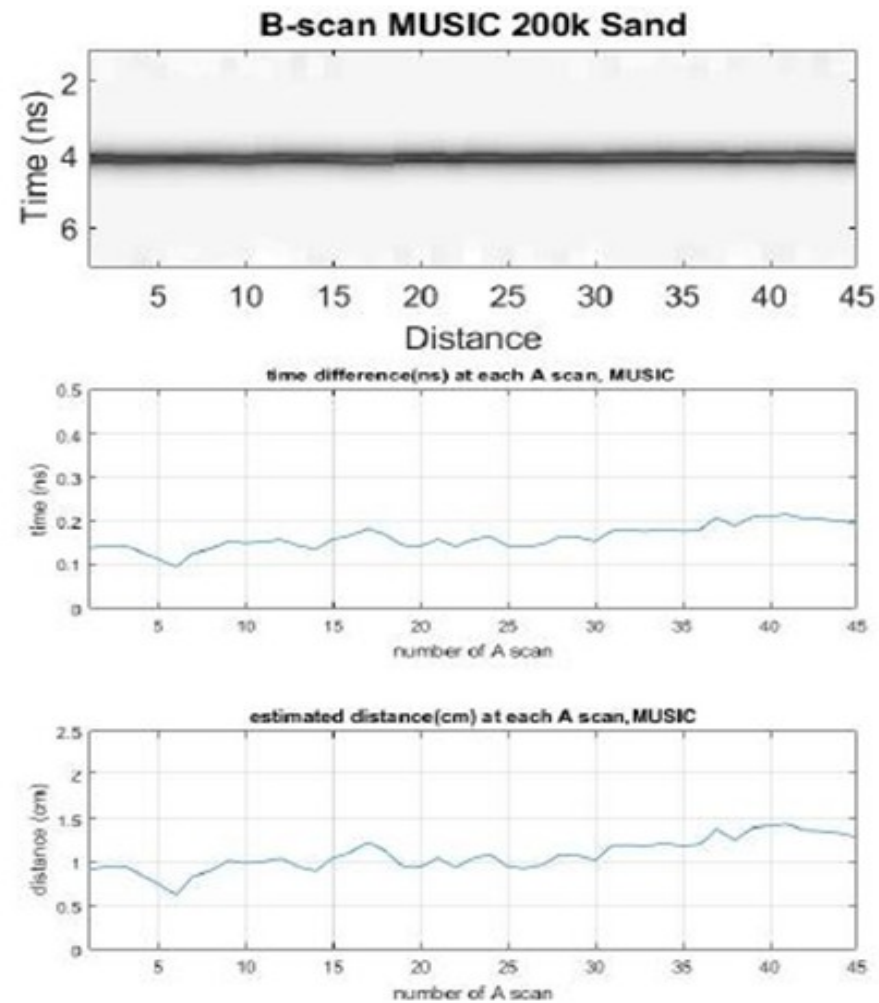 B-scan MUSIC 200k Sand
Time (ns)
2
4
6
5 10 15 20 25 30 35 40 45
Distance
time difference(ns) at each A scan, MUSIC
time (ns)
0.5
0.4
0.3
0.2
0.1
0
5 10 15 20 25 30 35 40 45
number of A scan
estimated distance(cm) at each A scan,MUSIC
distance (cm)
2.5
2
1.5
1
0.5
0
5 10 15 20 25 30 35 40 45
number of A scan